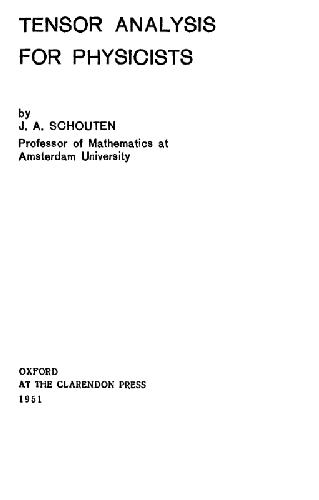 TENSOR ANALYSIS
FOR PHYSICISTS
by
J. A. SCHOUTEN
Professor of Mathematics at
Amsterdam University
OXFORD
AT THE CLARENDON PRESS
1951